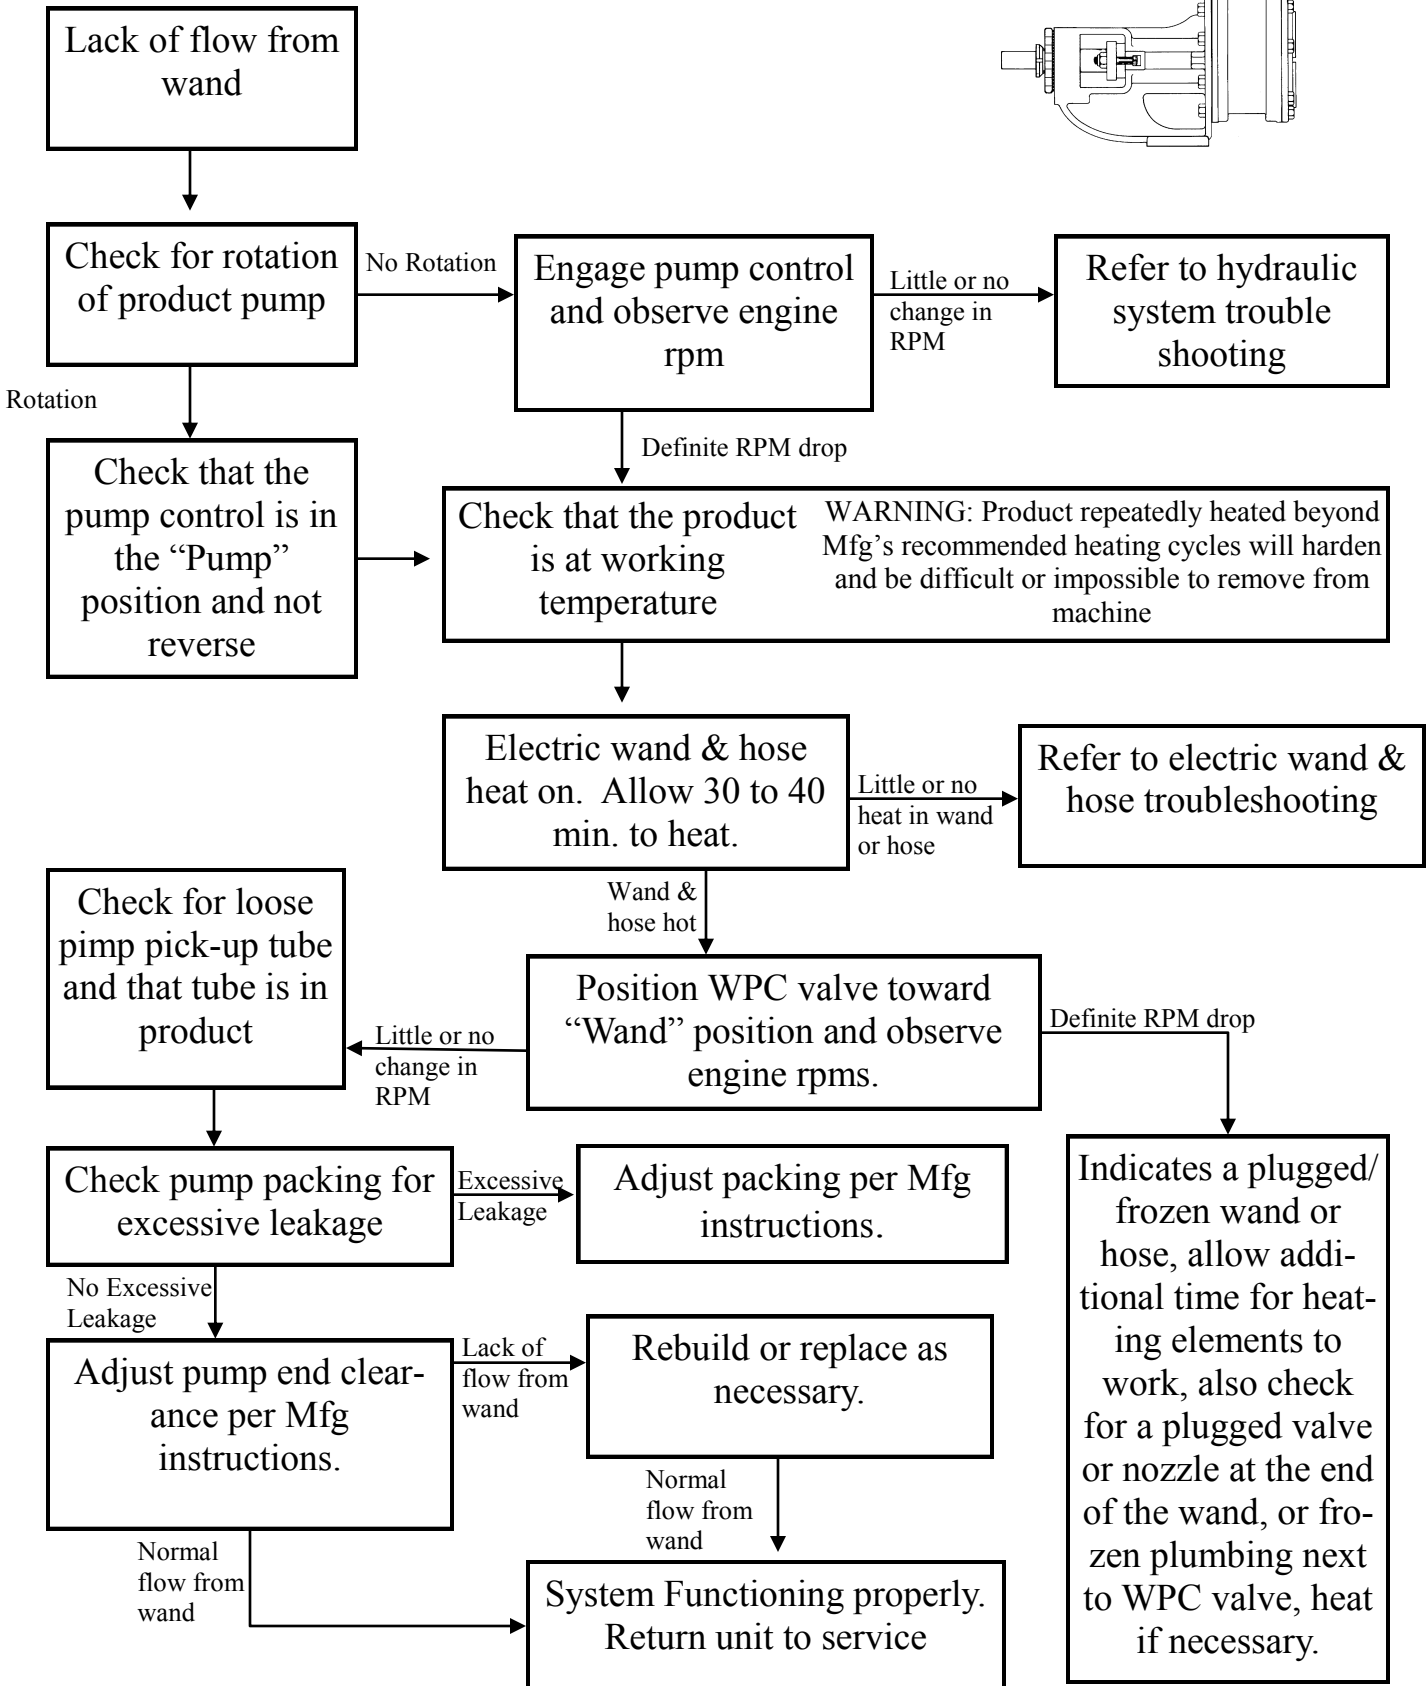 Lack of flow from
wand
Check for rotation
of product pump
No Rotation
Engage pump control
and observe engine
rpm
Little or no
change in
RPM
Refer to hydraulic
system trouble
shooting
Rotation
Definite RPM drop
Check that the
pump control is in
the “Pump”
position and not
reverse
Check that the product
is at working
temperature
WARNING: Product repeatedly heated beyond
Mfg’s recommended heating cycles will harden
and be difficult or impossible to remove from
machine
Electric wand & hose
heat on.  Allow 30 to 40
min. to heat.
Little or no
heat in wand
or hose
Refer to electric wand &
hose troubleshooting
Wand &
hose hot
Check for loose
pimp pick-up tube
and that tube is in
product
Little or no
change in
RPM
Position WPC valve toward
“Wand” position and observe
engine rpms.
Definite RPM drop
Check pump packing for
excessive leakage
Excessive
Leakage
Adjust packing per Mfg
instructions.
Indicates a plugged/
frozen wand or
hose, allow addi-
tional time for heat-
ing elements to
work, also check
for a plugged valve
or nozzle at the end
of the wand, or fro-
zen plumbing next
to WPC valve, heat
if necessary.
No Excessive
Leakage
Adjust pump end clear-
ance per Mfg
instructions.
Lack of
flow from
wand
Rebuild or replace as
necessary.
Normal
flow from
wand
Normal
flow from
wand
System Functioning properly.
Return unit to service